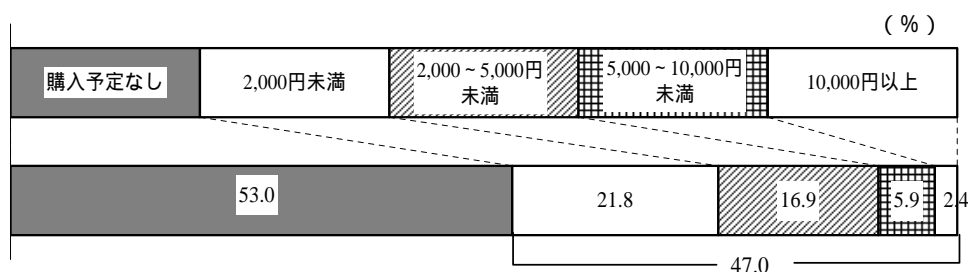 (%)
購入予定なし
2,000円未満
2,000~5,000円
未満
5,000~10,000円
未満
10,000円以上
53.0
21.8
16.9
5.9
2.4
47.0